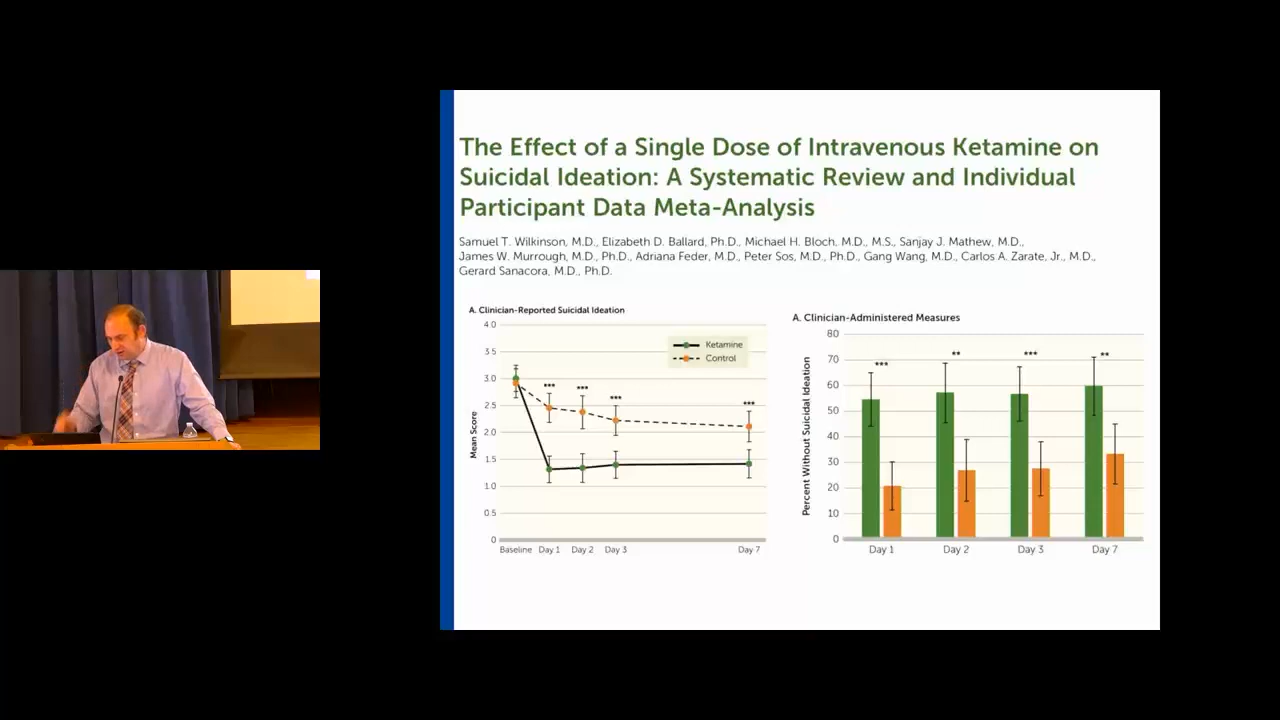 The Effect of a Single Dose of Intravenous Ketamine on
Suicidal Ideation: A Systematic Review and Individual
Participant Data Meta-Analysis
Samuel T. Wilkinson, M.D., Elizabeth D. Ballard, Ph.D., Michael H. Bloch, M.D., M.S., Sanjay J. Mathew, M.D.,
James W. Murrough, M.D., Ph.D., Adriana Feder, M.D., Peter Sos, M.D., Ph.D., Gang Wang, M.D., Carlos A. Zarate, Jr., M.D.,
Gerard Sanacora, M.D., Ph.D.
A. Clinician-Reported Suicidal Ideation
Mean Score
4.0
3.5
3.0
2.5
2.0
1.5
1.0
0.5
0
Ketamine
Control
***
***
***
***
Baseline Day 1 Day 2 Day 3 Day 7
A. Clinician-Administered Measures
Percent Without Suicidal Ideation
80
70
60
50
40
30
20
10
0
***
**
***
**
Day 1 Day 2 Day 3 Day 7